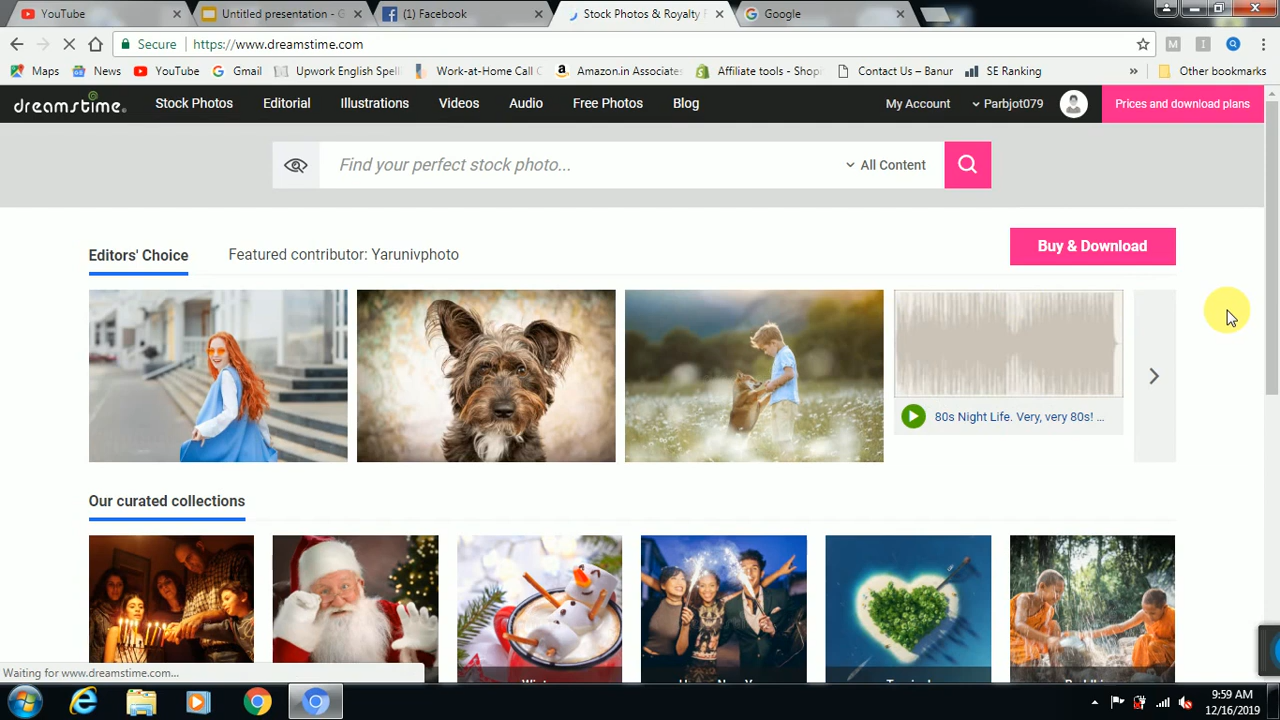 YouTube
Untitled presentation - G
(1) Facebook
Stock Photos & Royalty F
Google
Secure
https://www.dreamstime.com
M
I
Maps
News
YouTube
Gmail
Upwork English Spell
Work-at-Home Call C
Amazon.in Associates
Affiliate tools - Shop
Contact Us – Banur
SE Ranking
»
Other bookmarks
dreamstime
Stock Photos
Editorial
Illustrations
Videos
Audio
Free Photos
Blog
My Account
Parbjot079
Prices and download plans
Find your perfect stock photo...
All Content
Editors' Choice
Featured contributor: Yarunivphoto
Buy & Download
80s Night Life. Very, very 80s! ...
Our curated collections
Waiting for www.dreamstime.com...
9:59 AM
12/16/2019